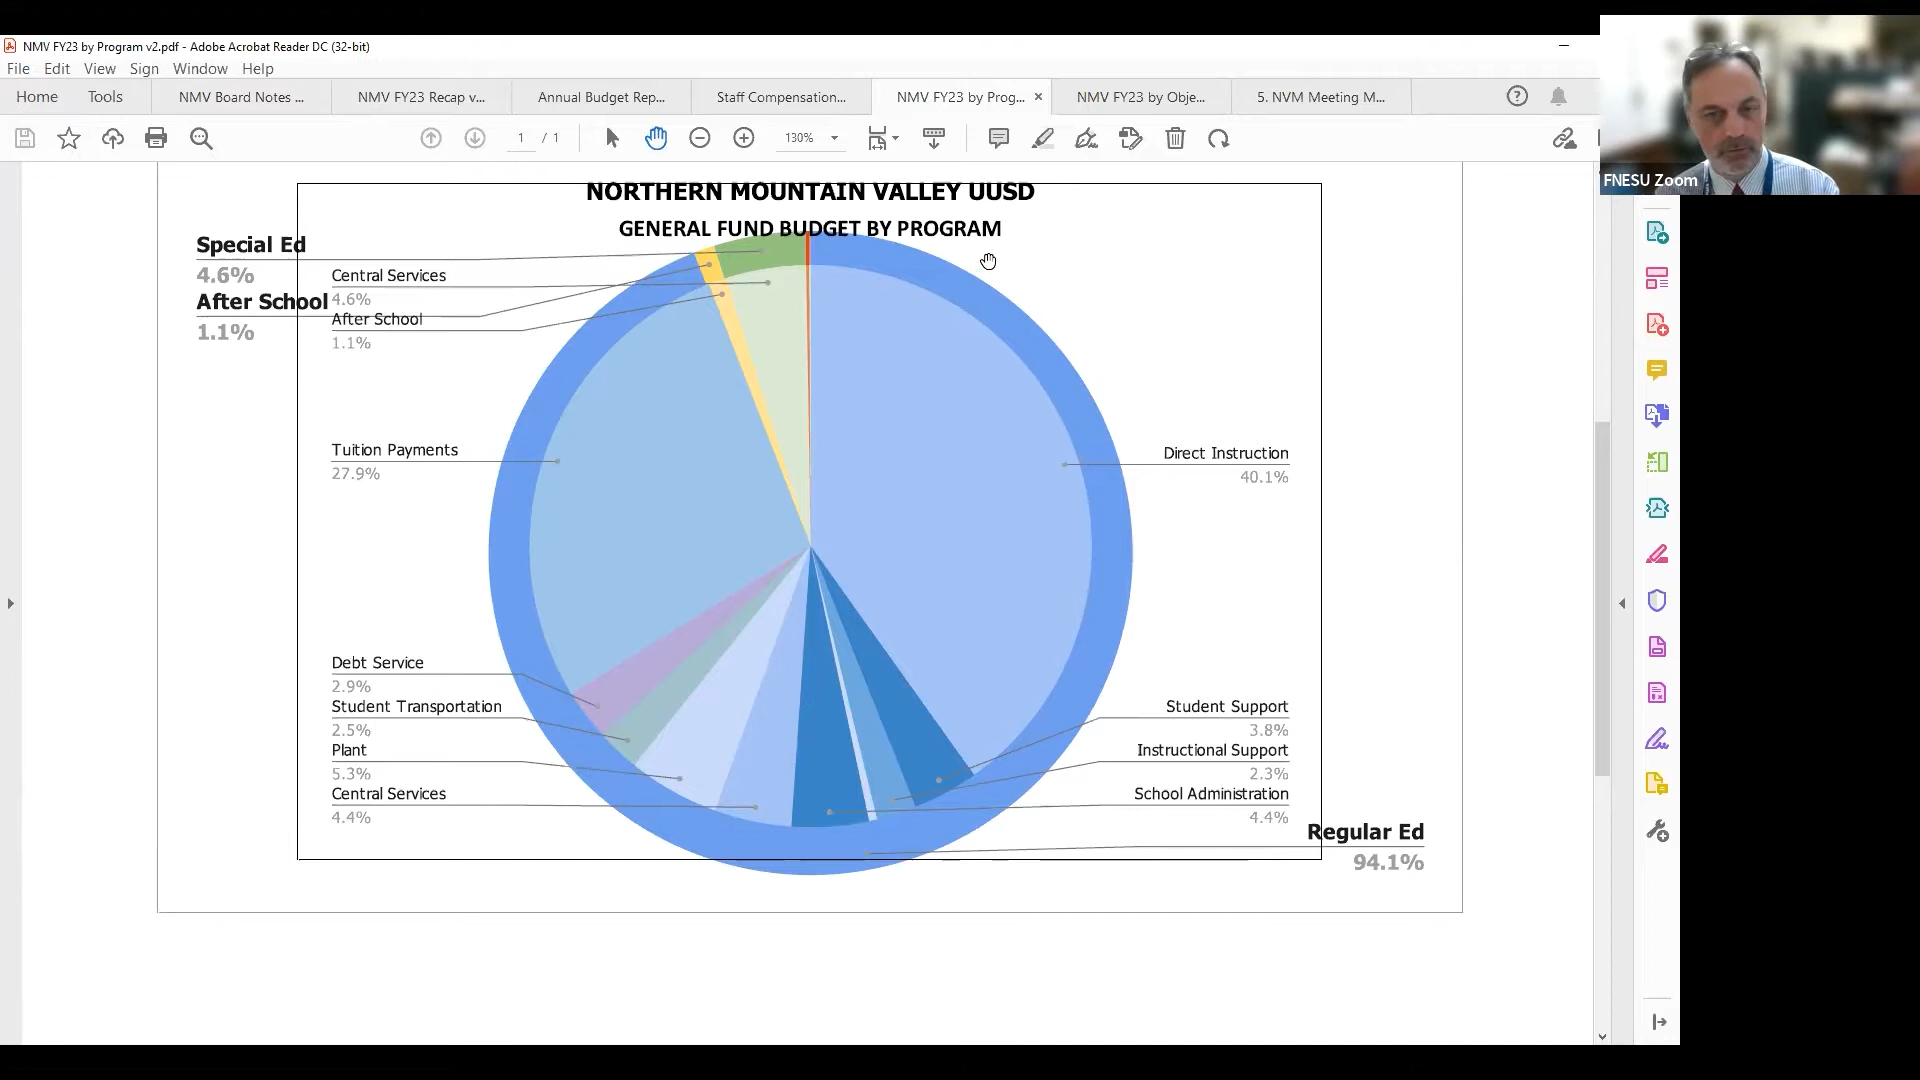 NMV FY23 by Program v2.pdf - Adobe Acrobat Reader DC (32-bit)
File Edit View Sign Window Help
Home Tools NMV Board Notes ... NMV FY23 Recap v... Annual Budget Rep... Staff Compensation... NMV FY23 by Prog... × NMV FY23 by Obje... 5. NVM Meeting M...
1 / 1 130%
FNESU Zoom
NORTHERN MOUNTAIN VALLEY UUSD
GENERAL FUND BUDGET BY PROGRAM
Special Ed
4.6%
After School
1.1%
Central Services
4.6%
After School
1.1%
Tuition Payments
27.9%
Direct Instruction
40.1%
Debt Service
2.9%
Student Transportation
2.5%
Plant
5.3%
Central Services
4.4%
Student Support
3.8%
Instructional Support
2.3%
School Administration
4.4%
Regular Ed
94.1%